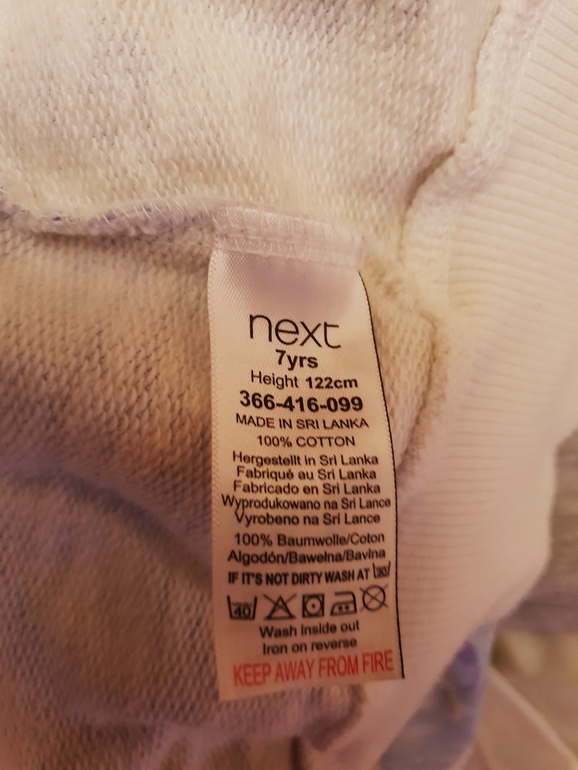 next
7yrs
Height 122cm
366-416-099
MADE IN SRI LANKA
100% COTTON
Hergestellt in Sri Lanka
Fabriqué au Sri Lanka
Fabricado en Sri Lanka
Wyprodukowano na Sri Lance
Vyrobeno na Srí Lance
100% Baumwolle/Coton
Algodón/Bawełna/Bavlna
IF IT'S NOT DIRTY WASH AT 30
40
Wash inside out
Iron on reverse
KEEP AWAY FROM FIRE